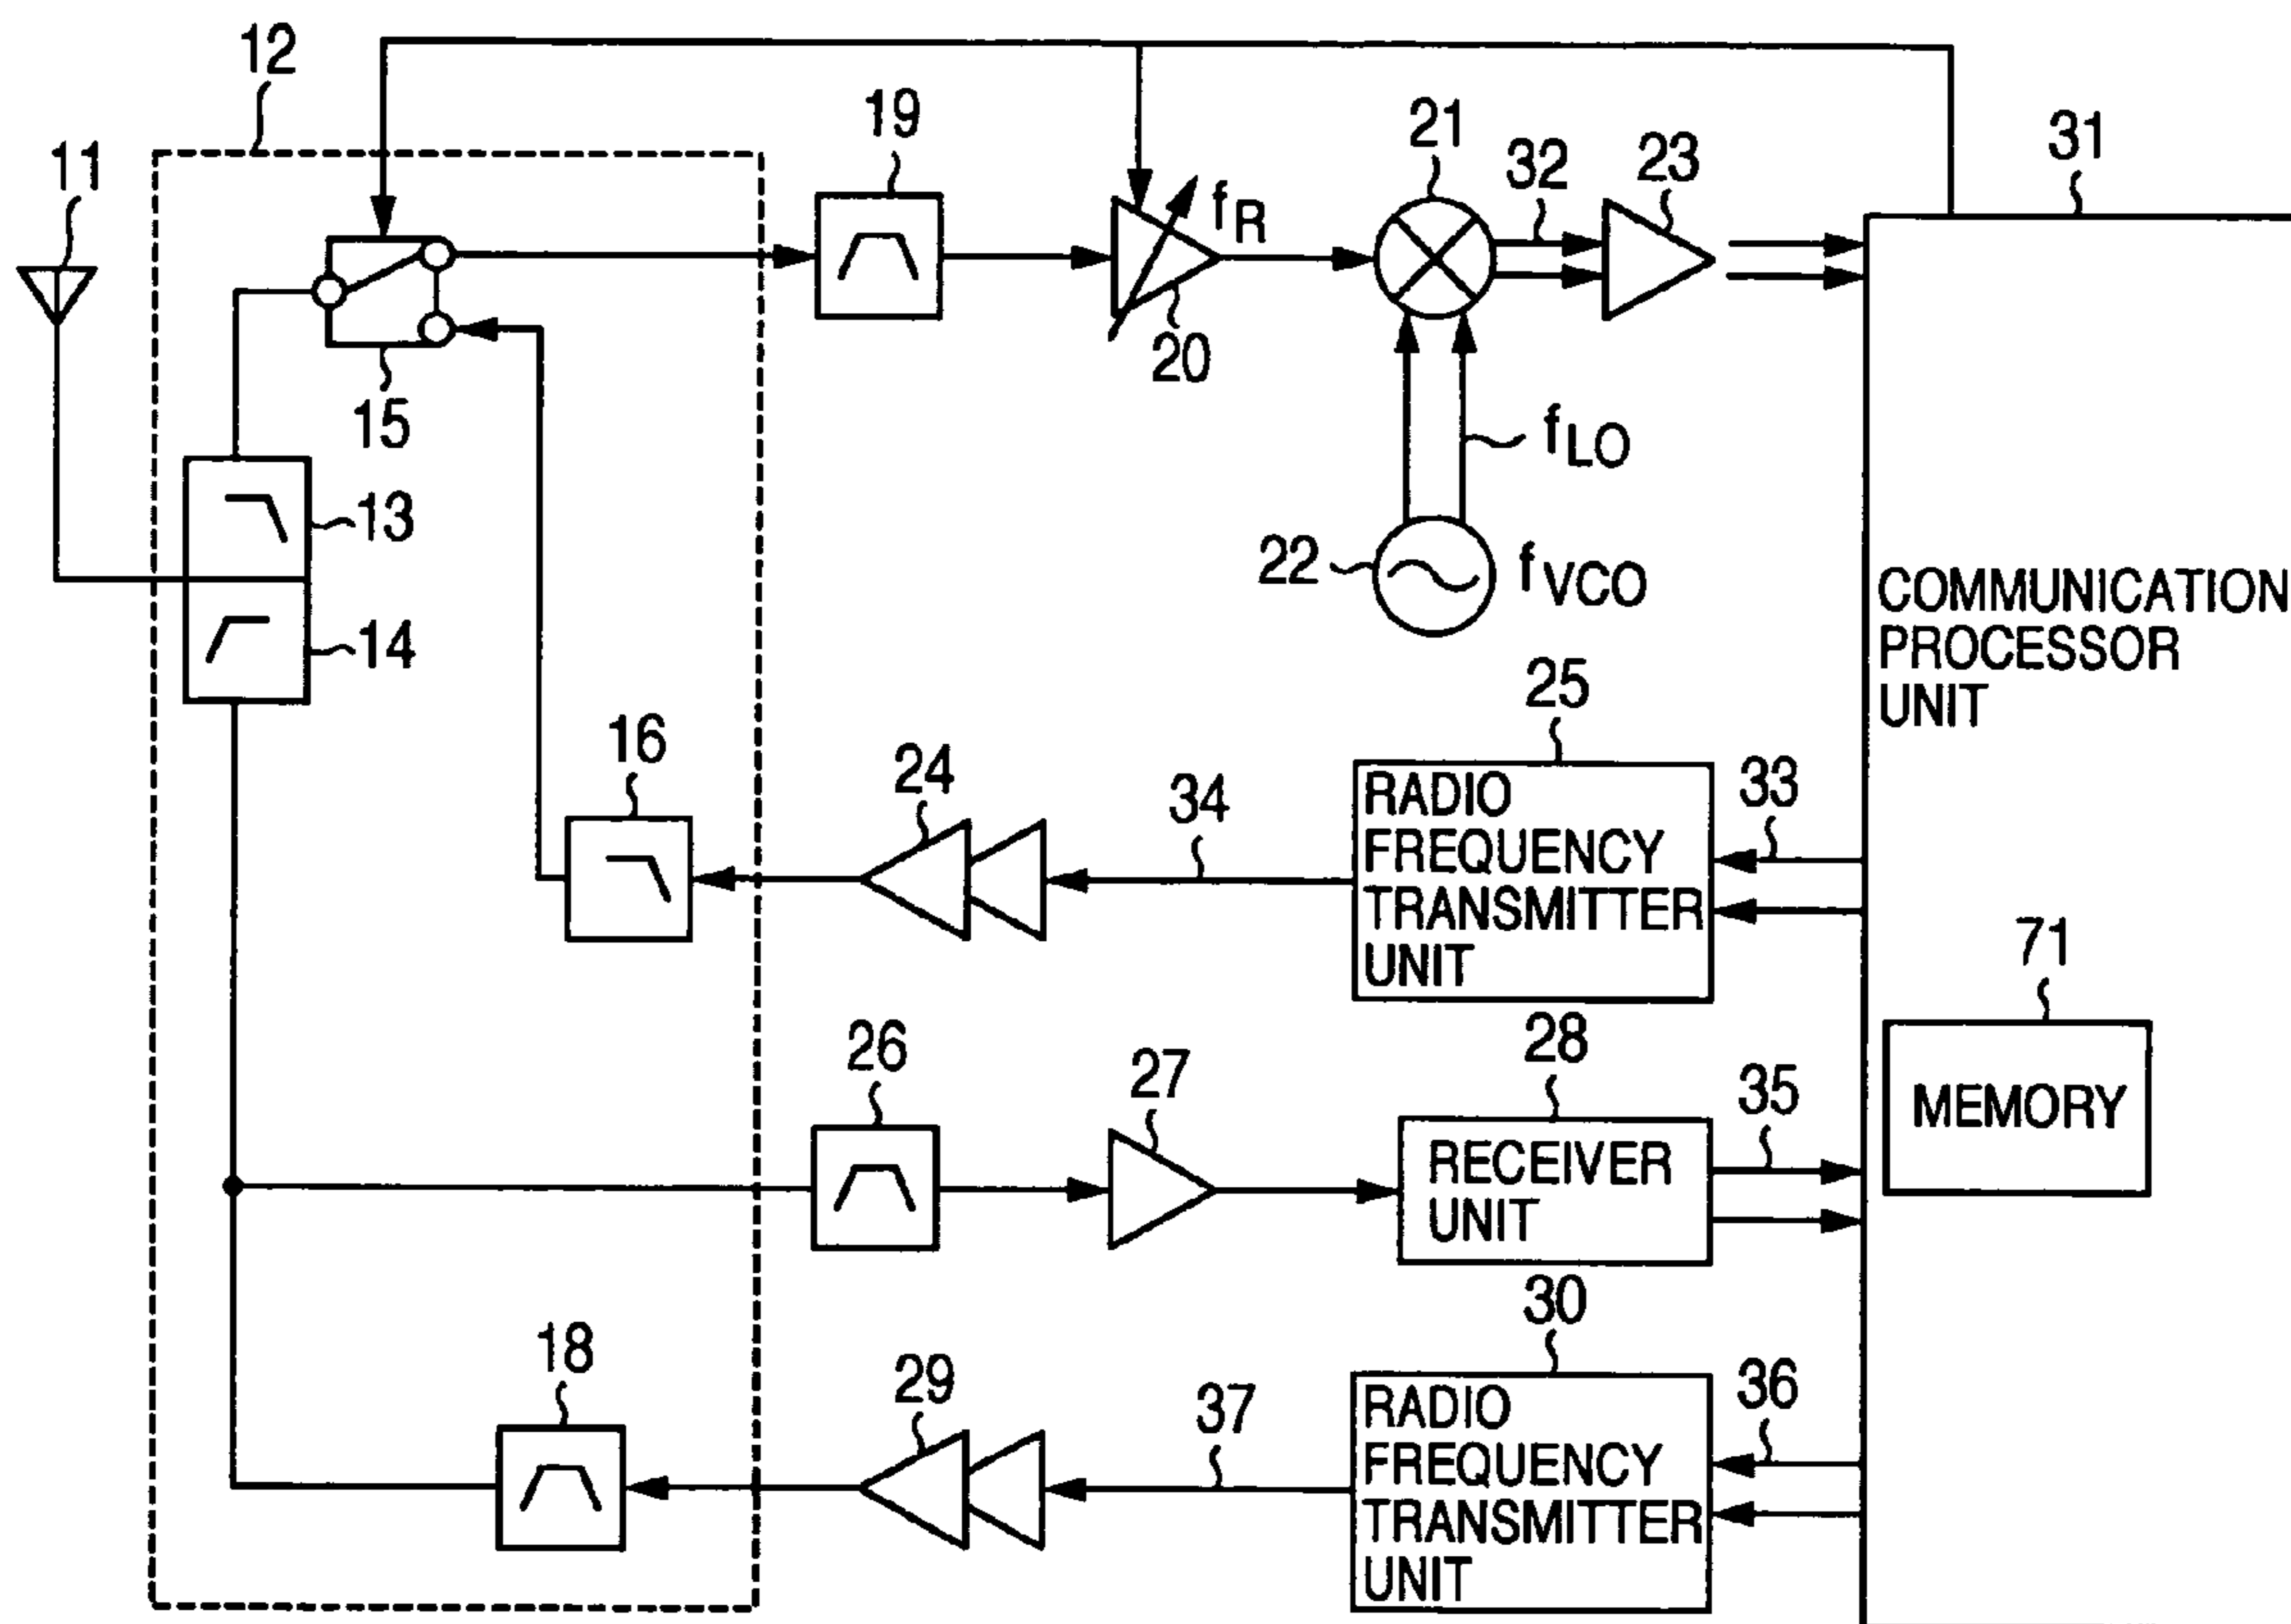 12
11
19
21
32
23
31
fR
20
15
fLO
13
22
fVCO
14
COMMUNICATION
PROCESSOR
UNIT
25
16
24
34
RADIO
FREQUENCY
TRANSMITTER
UNIT
33
71
MEMORY
26
27
28
RECEIVER
UNIT
35
30
18
29
37
RADIO
FREQUENCY
TRANSMITTER
UNIT
36